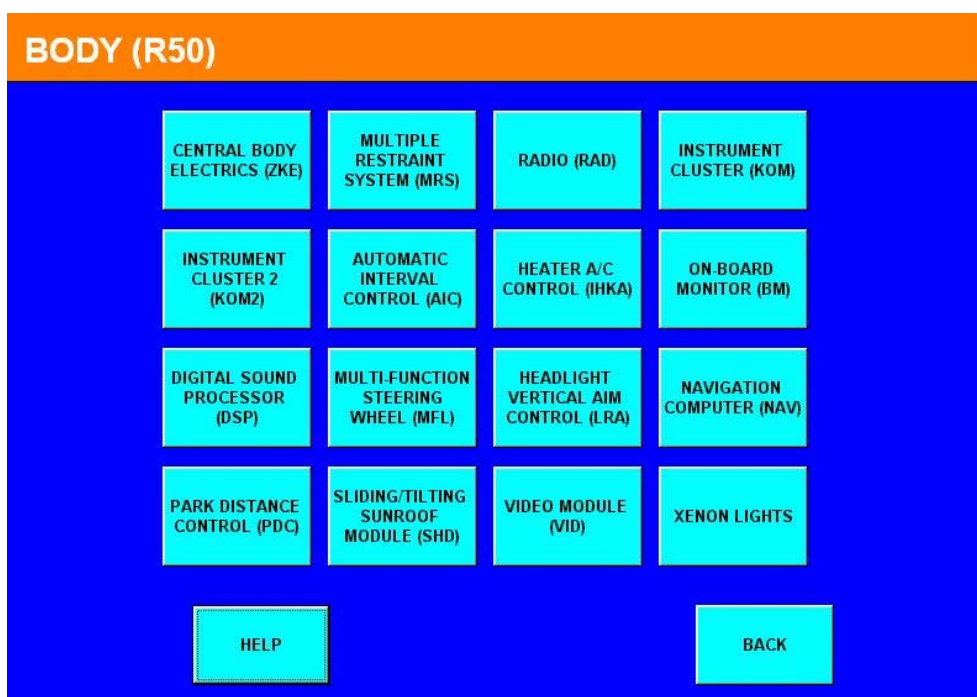 BODY (R50)
CENTRAL BODY
ELECTRICS (ZKE)
MULTIPLE
RESTRAINT
SYSTEM (MRS)
RADIO (RAD)
INSTRUMENT
CLUSTER (KOM)
INSTRUMENT
CLUSTER 2
(KOM2)
AUTOMATIC
INTERVAL
CONTROL (AIC)
HEATER A/C
CONTROL (IHKA)
ON-BOARD
MONITOR (BM)
DIGITAL SOUND
PROCESSOR
(DSP)
MULTI-FUNCTION
STEERING
WHEEL (MFL)
HEADLIGHT
VERTICAL AIM
CONTROL (LRA)
NAVIGATION
COMPUTER (NAV)
PARK DISTANCE
CONTROL (PDC)
SLIDING/TILTING
SUNROOF
MODULE (SHD)
VIDEO MODULE
(VID)
XENON LIGHTS
HELP
BACK